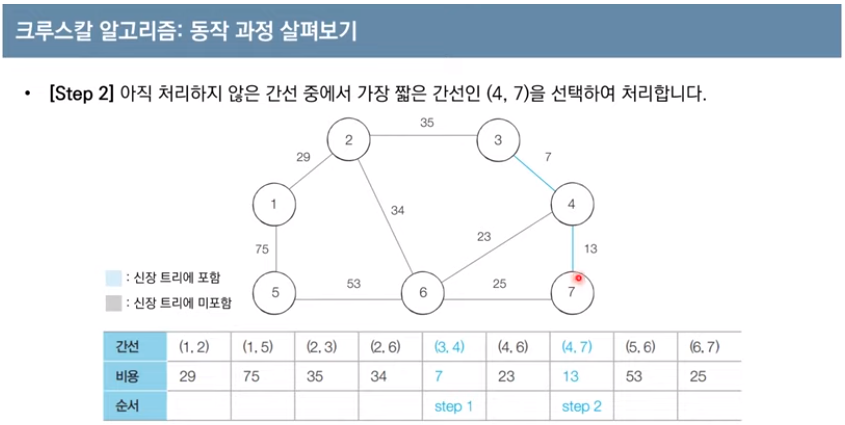 크루스칼 알고리즘: 동작 과정 살펴보기
• [Step 2] 아직 처리하지 않은 간선 중에서 가장 짧은 간선인 (4, 7)을 선택하여 처리합니다.
35
2
3
29
7
1
34
4
23
75
13
53
25
5
6
7
: 신장 트리에 포함
: 신장 트리에 미포함
간선 (1, 2) (1, 5) (2, 3) (2, 6) (3, 4) (4, 6) (4, 7) (5, 6) (6, 7)
비용 29 75 35 34 7 23 13 53 25
순서 step 1 step 2